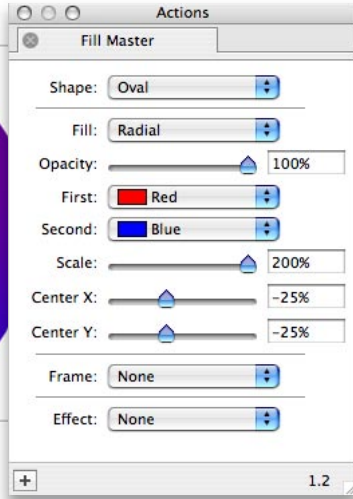 Actions
Fill Master
Shape: Oval
Fill: Radial
Opacity: 100%
First: Red
Second: Blue
Scale: 200%
Center X: -25%
Center Y: -25%
Frame: None
Effect: None
+ 1.2